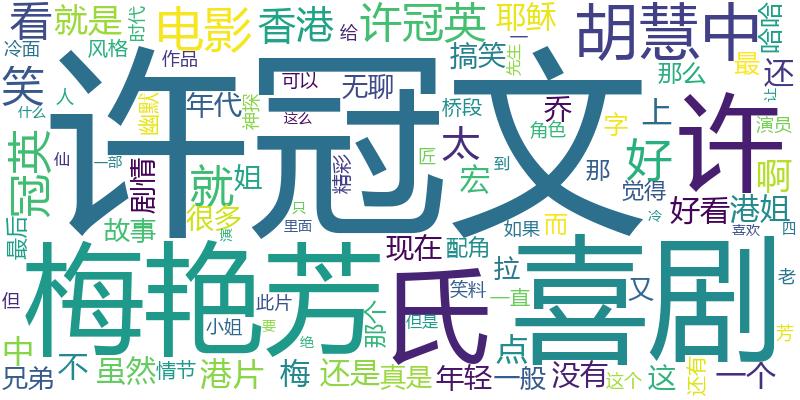 看 就是 电影 香港 许冠英 耶稣 胡慧中 哈哈
冷面 风格 时代 作品 给 搞笑 一 先生 最 还
笑 人 什么 幽默 年代 神探 可以 无聊 这么 桥段 乔 角色 字 上 那么 让 演员
许冠文 许
冠英 仙 一部 剧情 就 姐 精彩 匠 太 宏 到 那 好 觉得 啊
最后 故事 很多 演 只 里面 如果 而 冷 好看 港姐 喜欢 四
梅艳芳 氏 喜剧
现在 配角 拉 又 老
但 此片 小姐 要 绝 那个 但是 笑料 一直 芳
中 不 虽然 情节 港片 梅 还是 真是 点
兄弟 年轻 一般 没有 这个 这 还有 一个